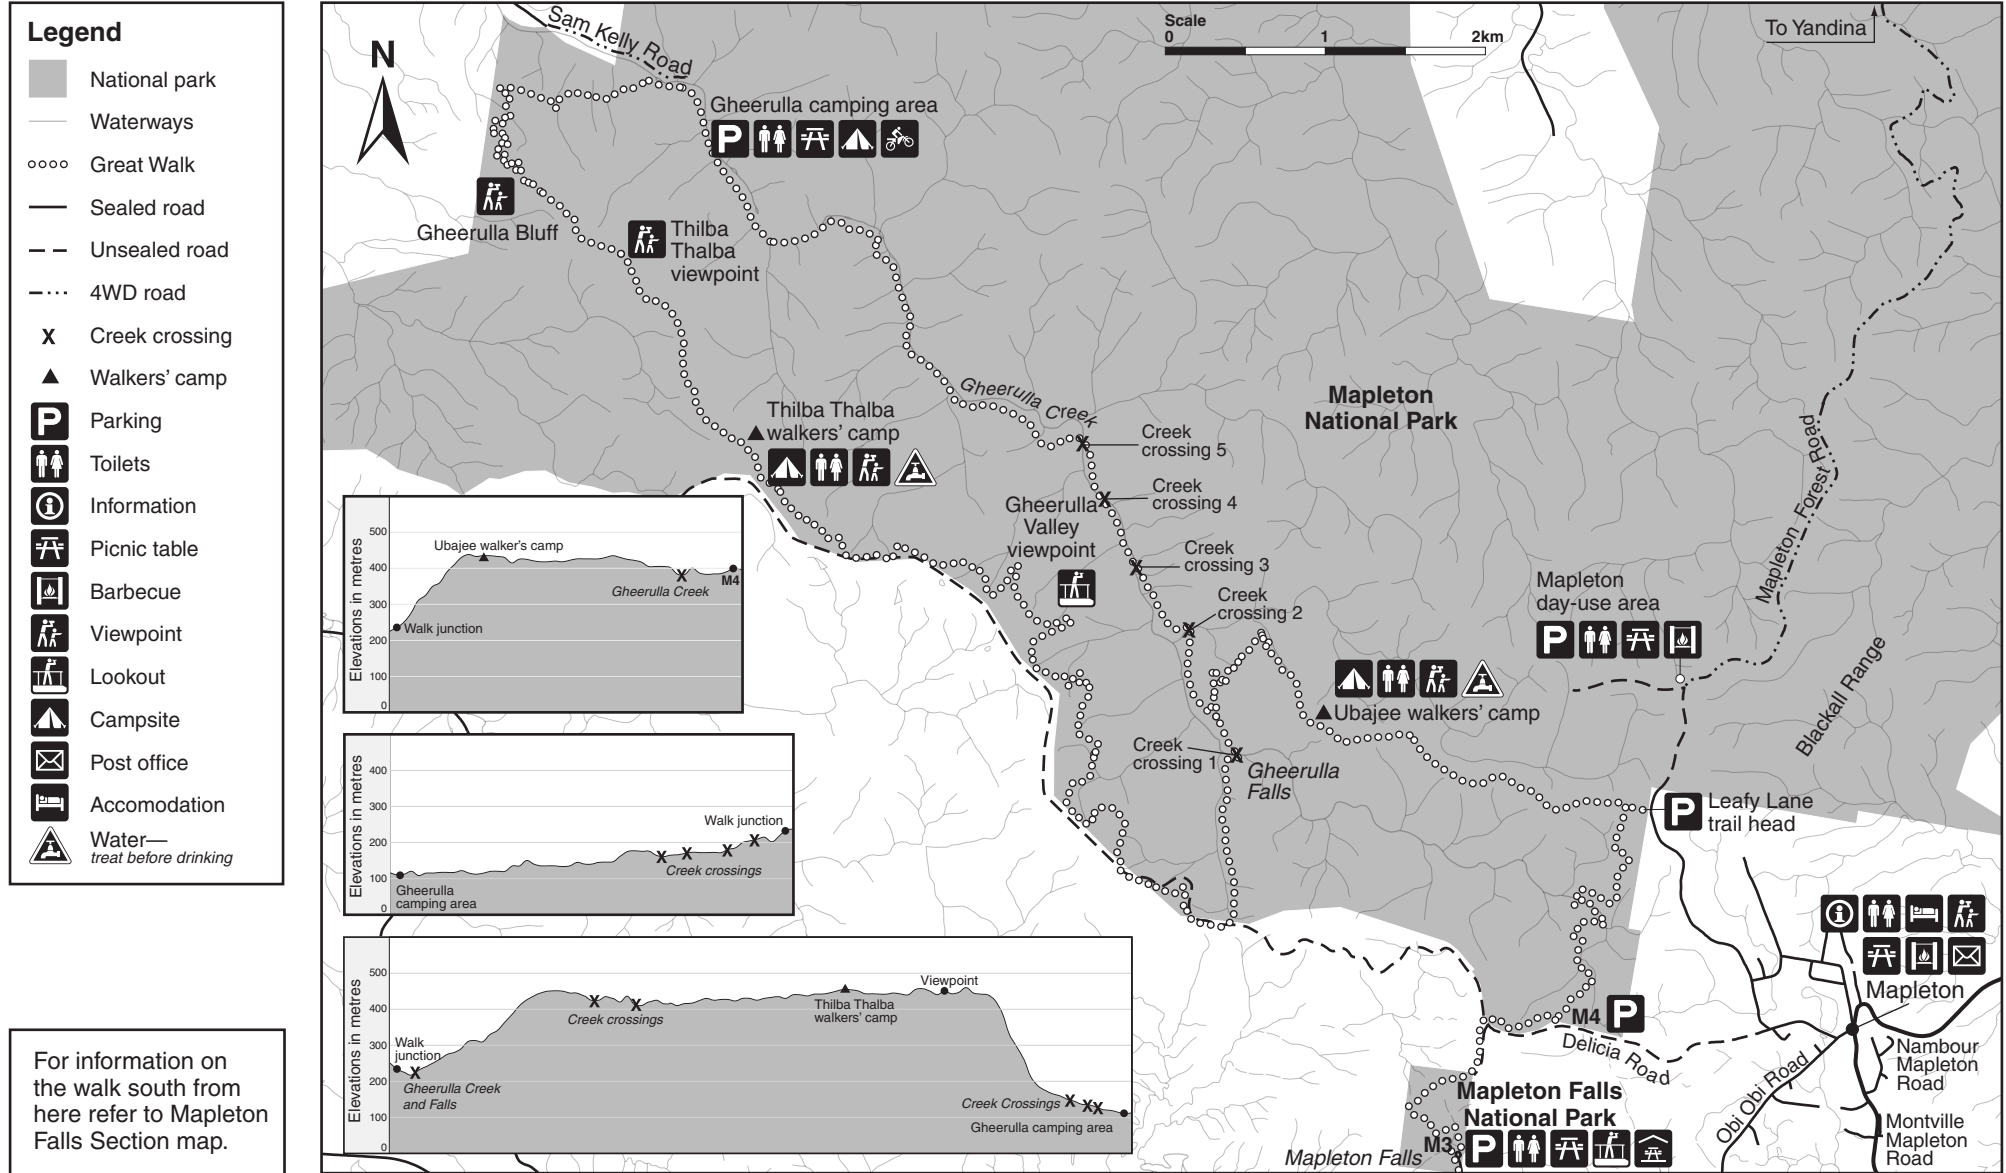 Legend
National park
Waterways
Great Walk
Sealed road
Unsealed road
4WD road
X Creek crossing
Walkers' camp
P Parking
Toilets
Information
Picnic table
Barbecue
Viewpoint
Lookout
Campsite
Post office
Accomodation
Water—
treat before drinking
For information on
the walk south from
here refer to Mapleton
Falls Section map.
N
Sam Kelly Road
Scale
0 1 2km
To Yandina
Gheerulla camping area
P
Gheerulla Bluff
Thilba
Thalba
viewpoint
Gheerulla Creek
Mapleton
National Park
Thilba Thalba
walkers' camp
Creek
crossing 5
Creek
crossing 4
Gheerulla
Valley
viewpoint
Creek
crossing 3
Creek
crossing 2
Mapleton Forest Road
Mapleton
day-use area
P
Blackall Range
Ubajee walkers' camp
Creek
crossing 1
Gheerulla
Falls
P
Leafy Lane
trail head
Mapleton
M4 P
Delicia Road
Obi Obi Road
Nambour
Mapleton
Road
Montville
Mapleton
Road
Mapleton Falls
National Park
M3 P
Mapleton Falls
Elevations in metres
500
400
300
200
100
0
Ubajee walker's camp
Walk junction
Gheerulla Creek
X
M4
Elevations in metres
400
300
200
100
0
Gheerulla
camping area
Walk junction
X X X X
Creek crossings
Elevations in metres
500
400
300
200
100
0
Walk
junction
X
Gheerulla Creek
and Falls
X X
Creek crossings
Thilba Thalba
walkers' camp
Viewpoint
Creek Crossings X X X
Gheerulla camping area